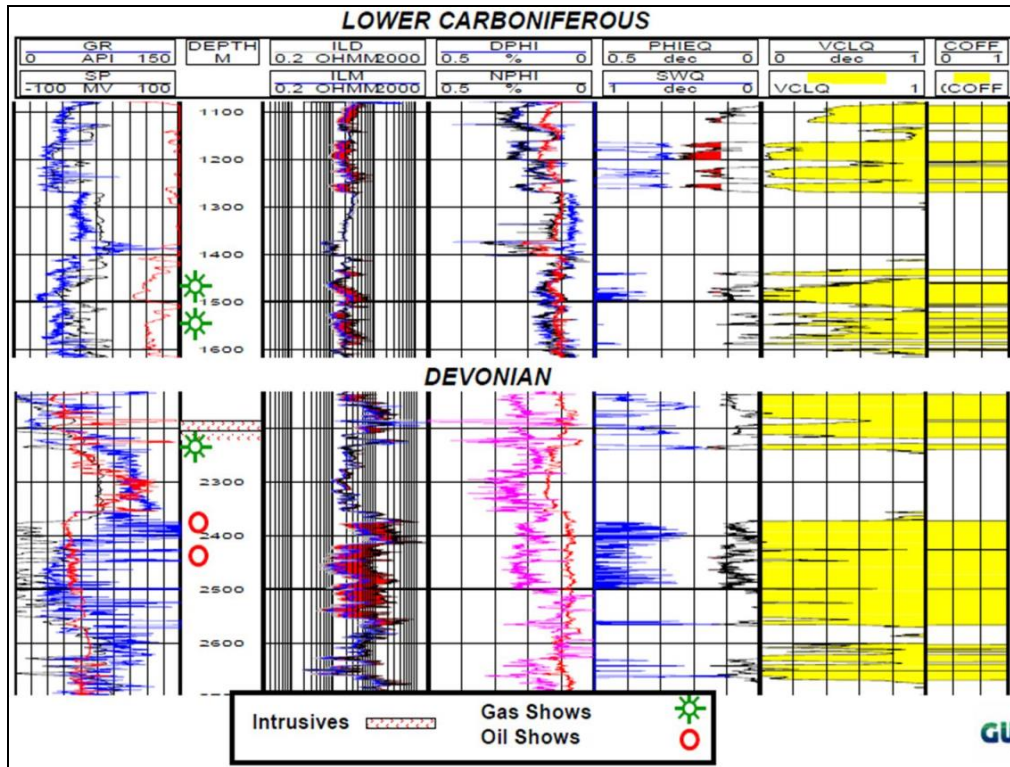 LOWER CARBONIFEROUS
GR DEPTH ILD DPHI PHIEQ VCLQ COFF
0 API 150 M 0.2 OHMM2000 0.5 % 0 0.5 dec 0 0 dec 1 0 1
SP ILM NPHI SWQ
-100 MV 100 0.2 OHMM2000 0.5 % 0 1 dec 0 VCLQ 1 (COFF
1100
1200
1300
1400
1500
1600
DEVONIAN
2300
2400
2500
2600
Intrusives Gas Shows
Oil Shows